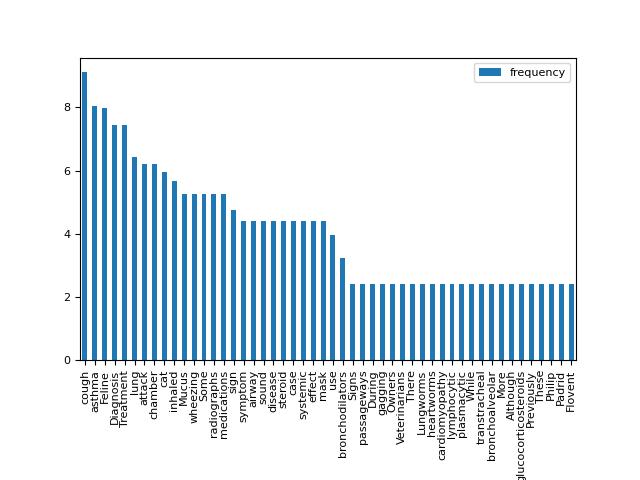 frequency
8
6
4
2
0
cough
asthma
Feline
Diagnosis
Treatment
lung
attack
chamber
cat
inhaled
Mucus
wheezing
Some
radiographs
medications
sign
symptom
airway
sound
disease
steroid
case
systemic
effect
mask
use
bronchodilators
Signs
passageways
During
gagging
Owners
Veterinarians
There
Lungworms
heartworms
cardiomyopathy
lymphocytic
plasmacytic
While
transtracheal
bronchoalveolar
More
Although
glucocorticosteroids
Previously
These
Philip
Padrid
Flovent